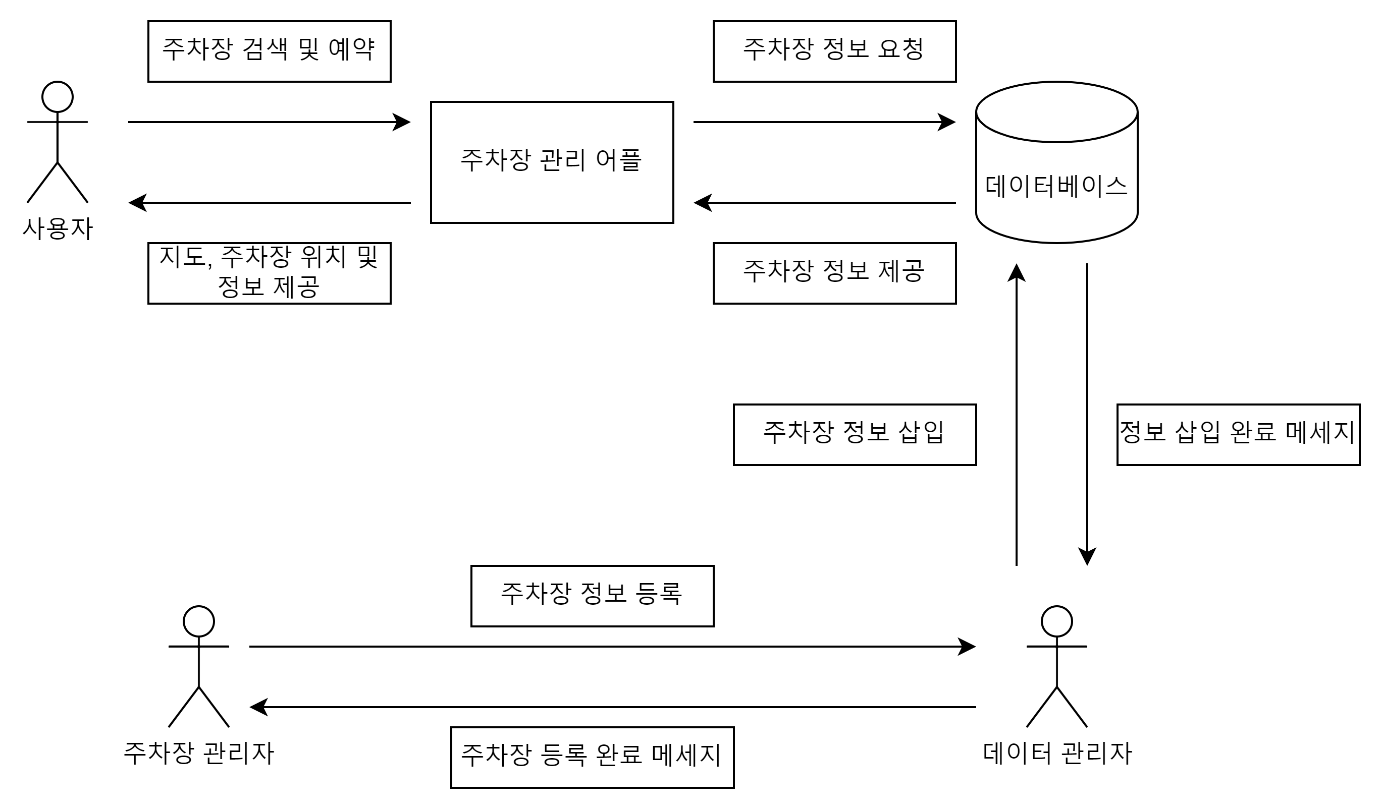 주차장 검색 및 예약
주차장 정보 요청
주차장 관리 어플
데이터베이스
사용자
지도, 주차장 위치 및
정보 제공
주차장 정보 제공
주차장 정보 삽입
정보 삽입 완료 메세지
주차장 정보 등록
주차장 관리자
주차장 등록 완료 메세지
데이터 관리자